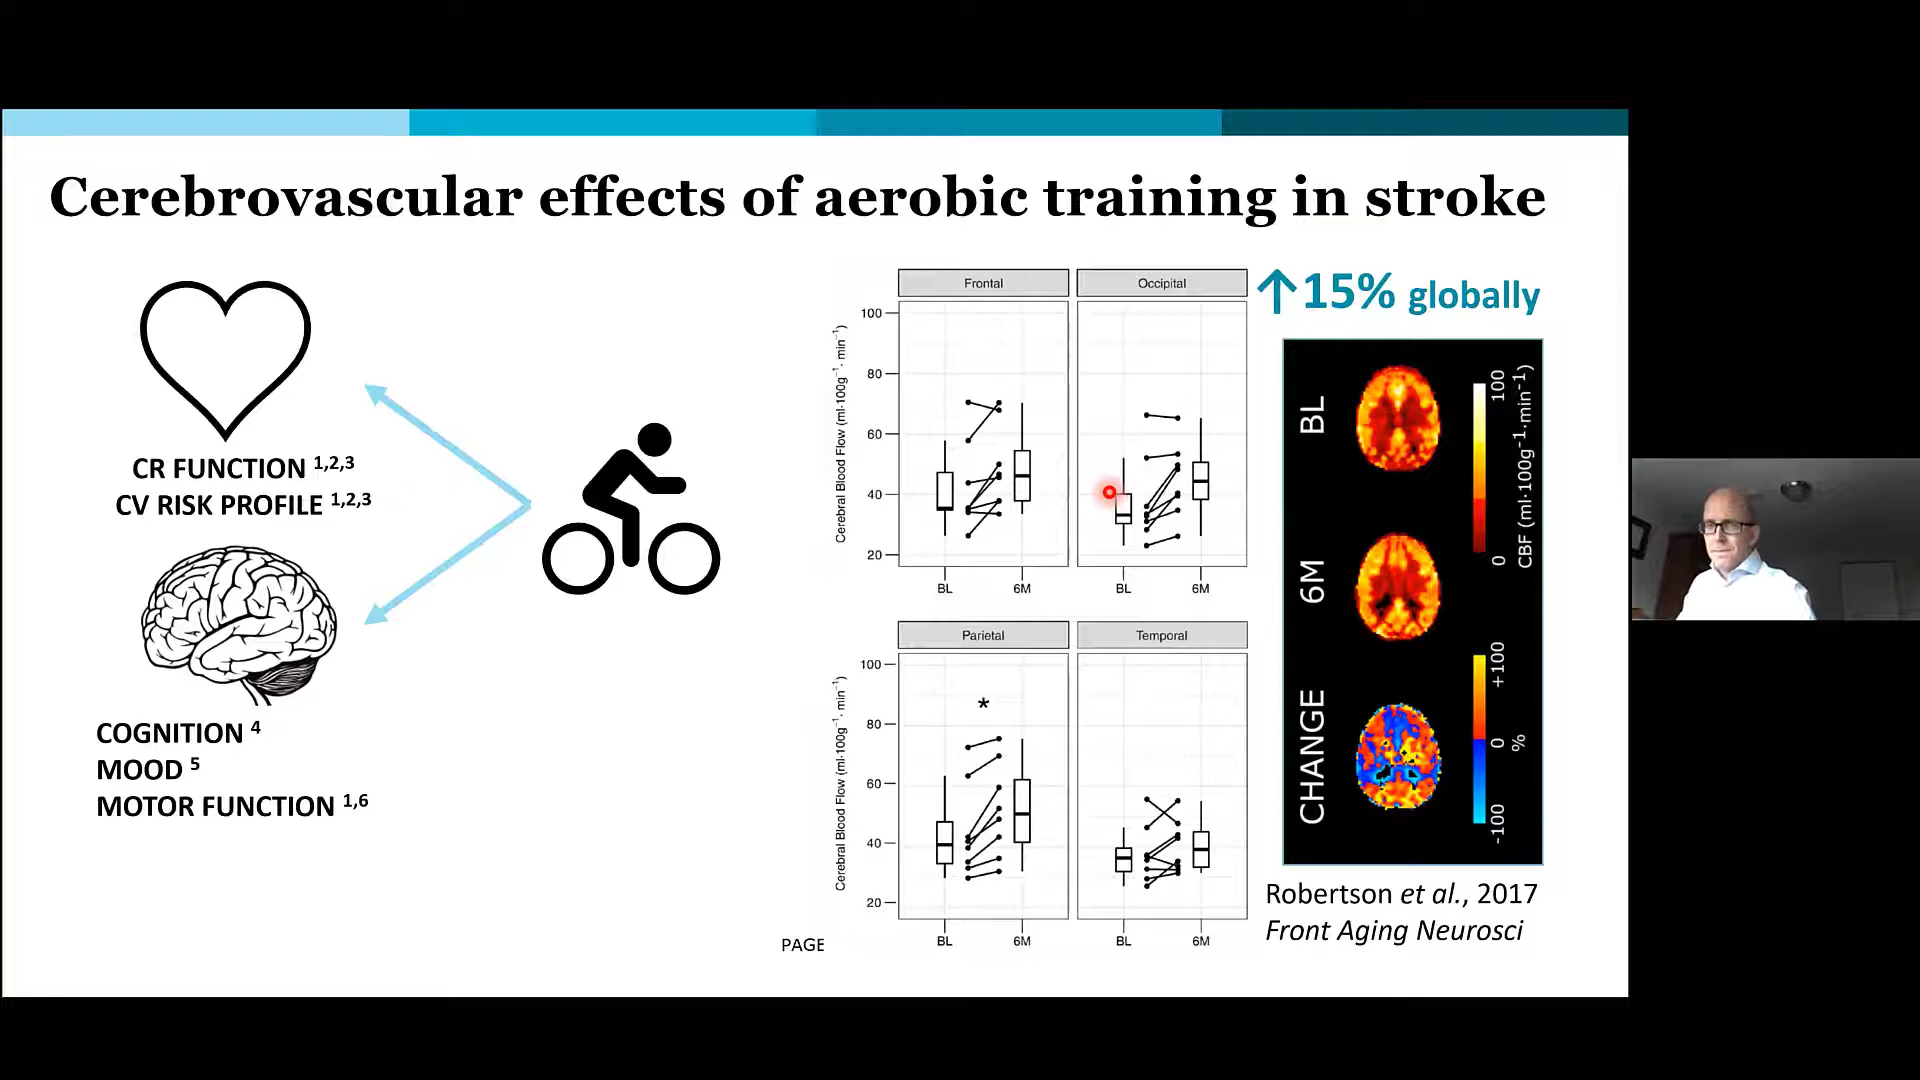 Cerebrovascular effects of aerobic training in stroke
CR FUNCTION 1,2,3
CV RISK PROFILE 1,2,3
COGNITION 4
MOOD 5
MOTOR FUNCTION 1,6
PAGE
Frontal
Occipital
Cerebral Blood Flow (ml·100g⁻¹· min⁻¹)
100
80
60
40
20
BL
6M
BL
6M
Parietal
Temporal
*
Cerebral Blood Flow (ml·100g⁻¹· min⁻¹)
100
80
60
40
20
BL
6M
BL
6M
↑15% globally
BL
6M
CHANGE
100
0
CBF (ml·100g⁻¹·min⁻¹)
+100
0
-100
%
Robertson et al., 2017
Front Aging Neurosci